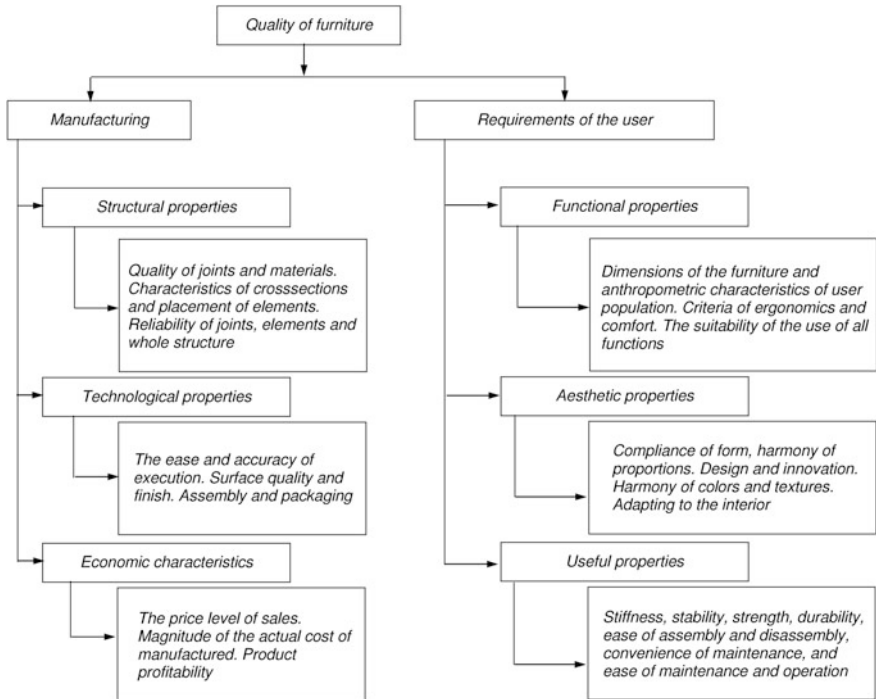 Quality of furniture
Manufacturing
Structural properties
Quality of joints and materials.
Characteristics of crosssections
and placement of elements.
Reliability of joints, elements and
whole structure
Technological properties
The ease and accuracy of
execution. Surface quality and
finish. Assembly and packaging
Economic characteristics
The price level of sales.
Magnitude of the actual cost of
manufactured. Product
profitability
Requirements of the user
Functional properties
Dimensions of the furniture and
anthropometric characteristics of user
population. Criteria of ergonomics and
comfort. The suitability of the use of all
functions
Aesthetic properties
Compliance of form, harmony of
proportions. Design and innovation.
Harmony of colors and textures.
Adapting to the interior
Useful properties
Stiffness, stability, strength, durability,
ease of assembly and disassembly,
convenience of maintenance, and
ease of maintenance and operation